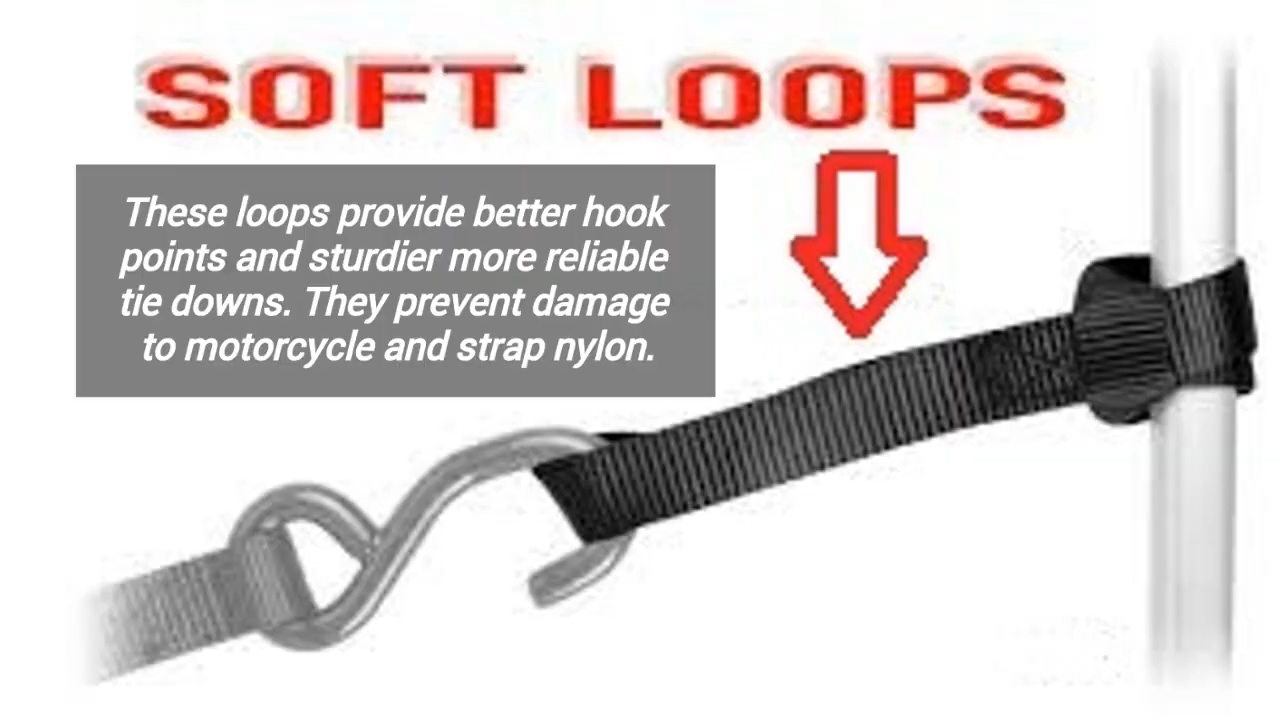 SOFT LOOPS
These loops provide better hook
points and sturdier more reliable
tie downs. They prevent damage
to motorcycle and strap nylon.